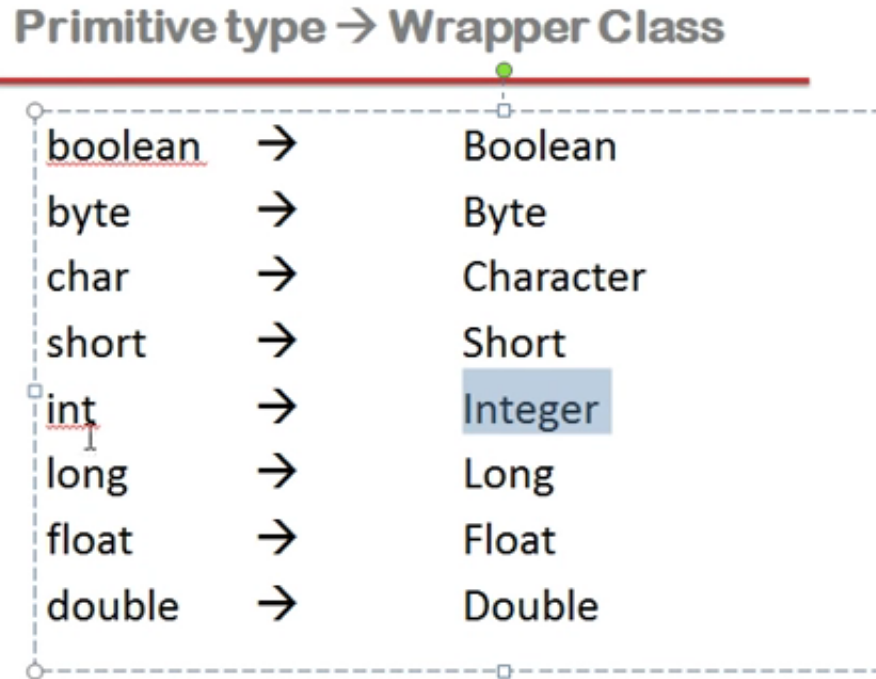 Primitive type → Wrapper Class
boolean → Boolean
byte → Byte
char → Character
short → Short
int → Integer
long → Long
float → Float
double → Double